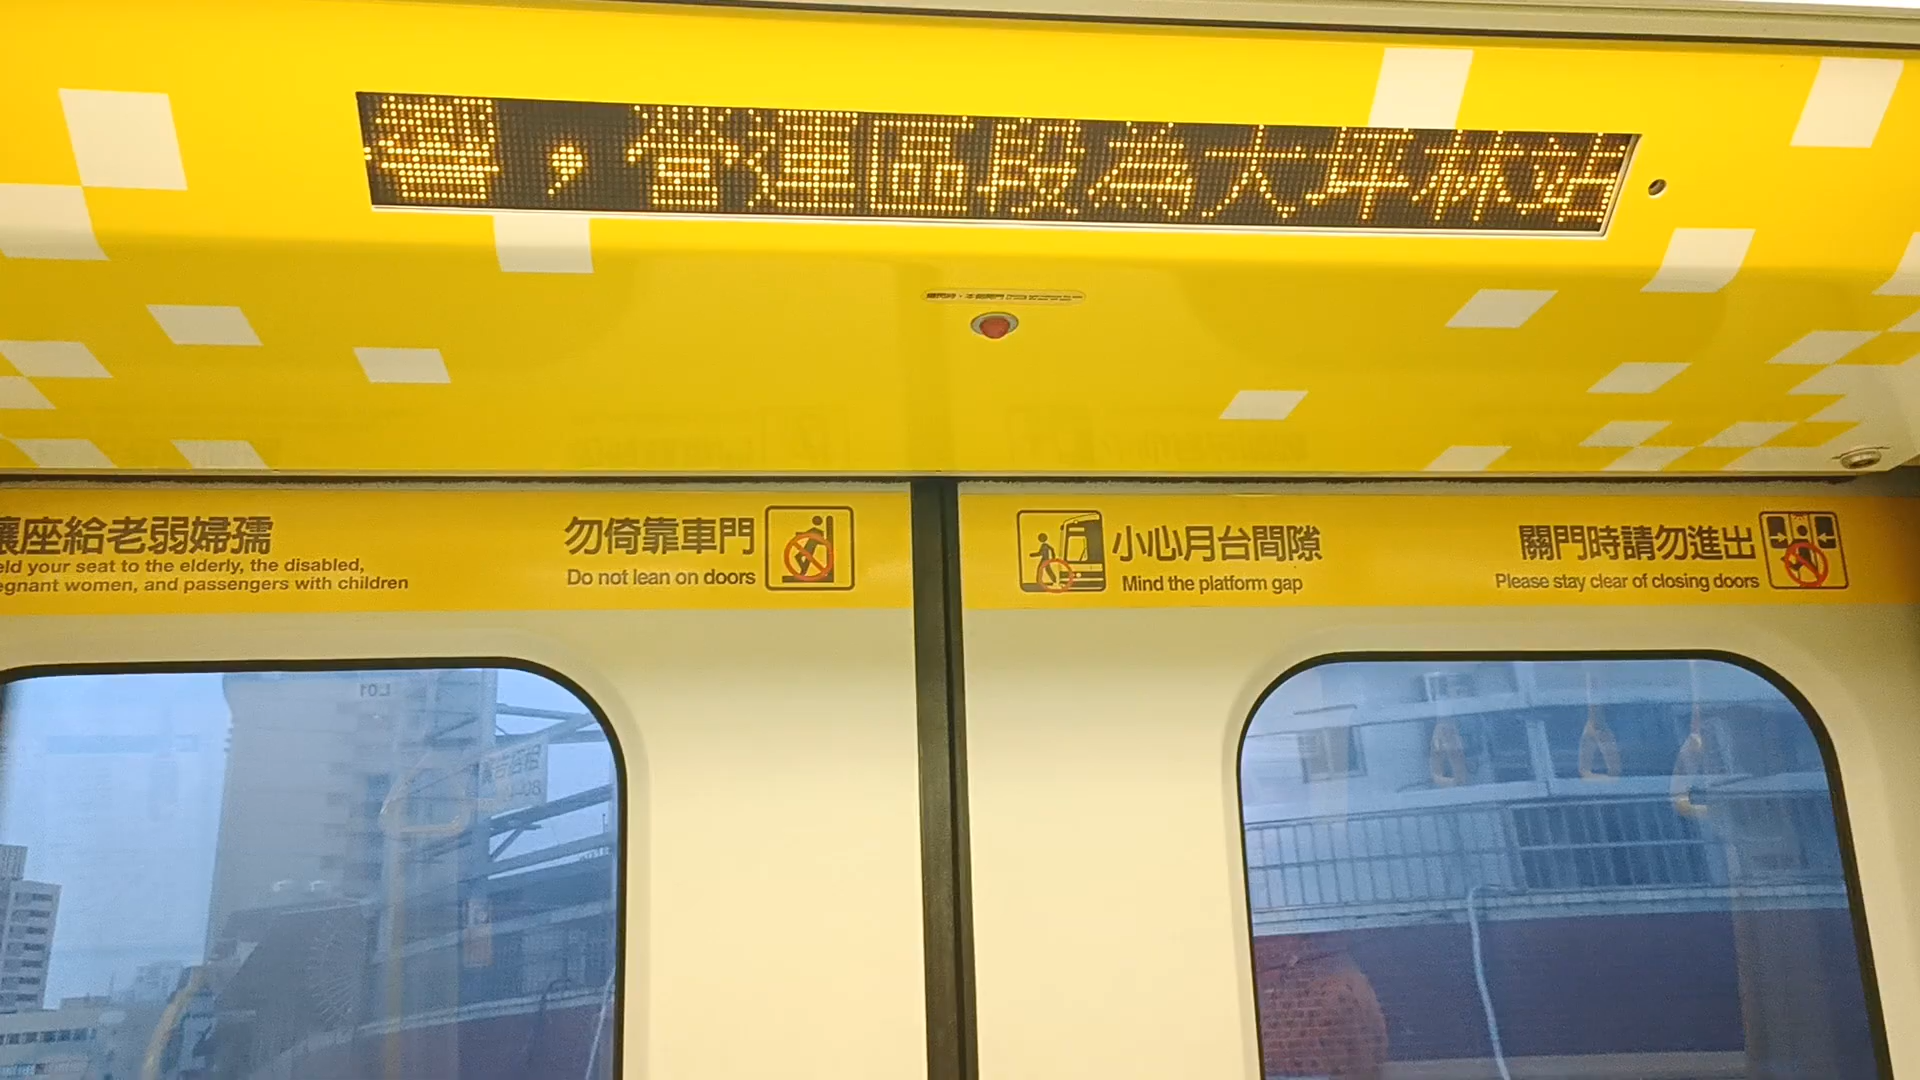 ，營運區段為大坪林站
讓座給老弱婦孺
eld your seat to the elderly, the disabled,
egnant women, and passengers with children
勿倚靠車門
Do not lean on doors
小心月台間隙
Mind the platform gap
關門時請勿進出
Please stay clear of closing doors
L01